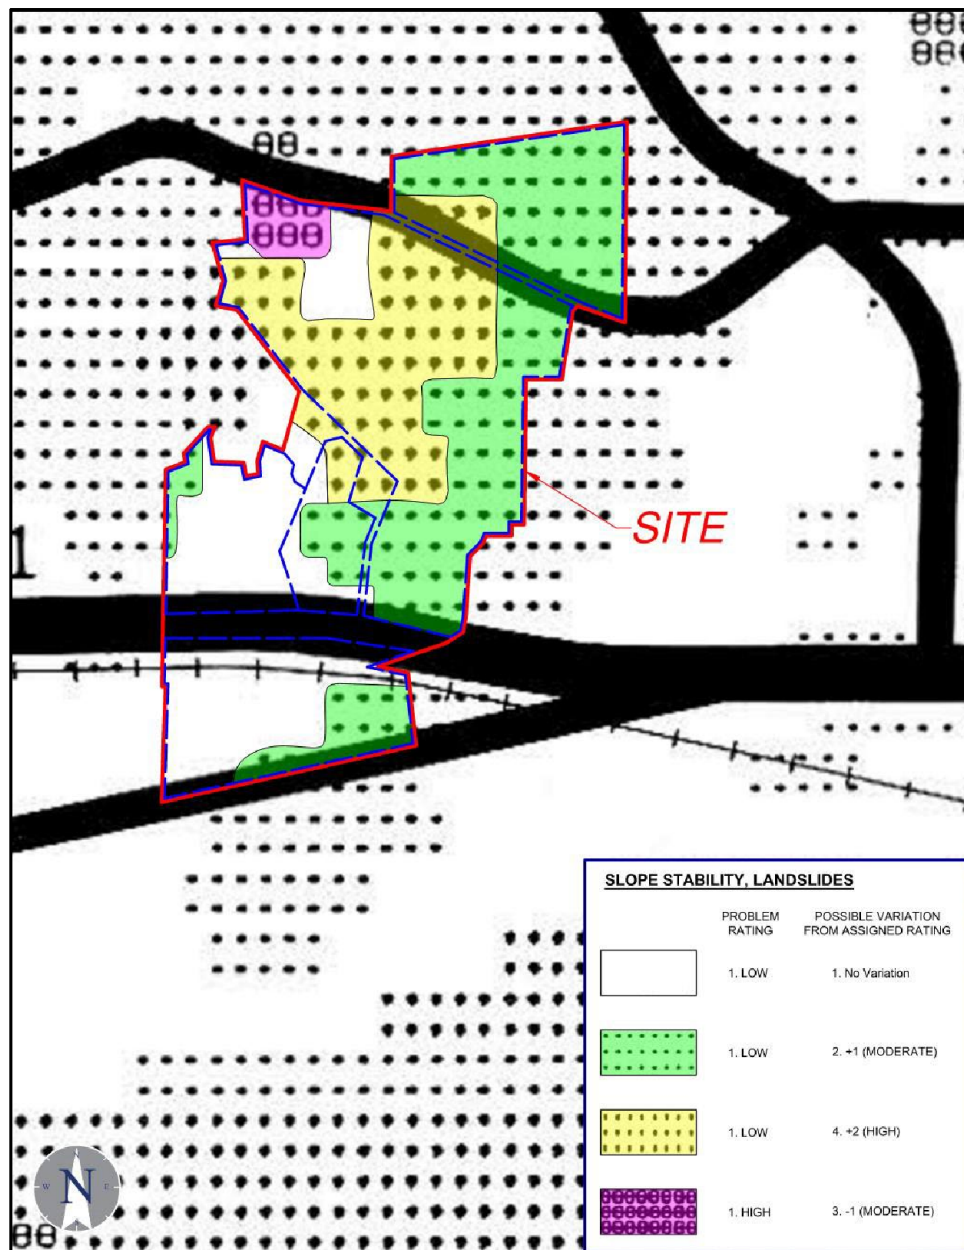 SITE
1
SLOPE STABILITY, LANDSLIDES
PROBLEM RATING
POSSIBLE VARIATION FROM ASSIGNED RATING
1. LOW
1. No Variation
1. LOW
2. +1 (MODERATE)
1. LOW
4. +2 (HIGH)
1. HIGH
3. -1 (MODERATE)
W N E